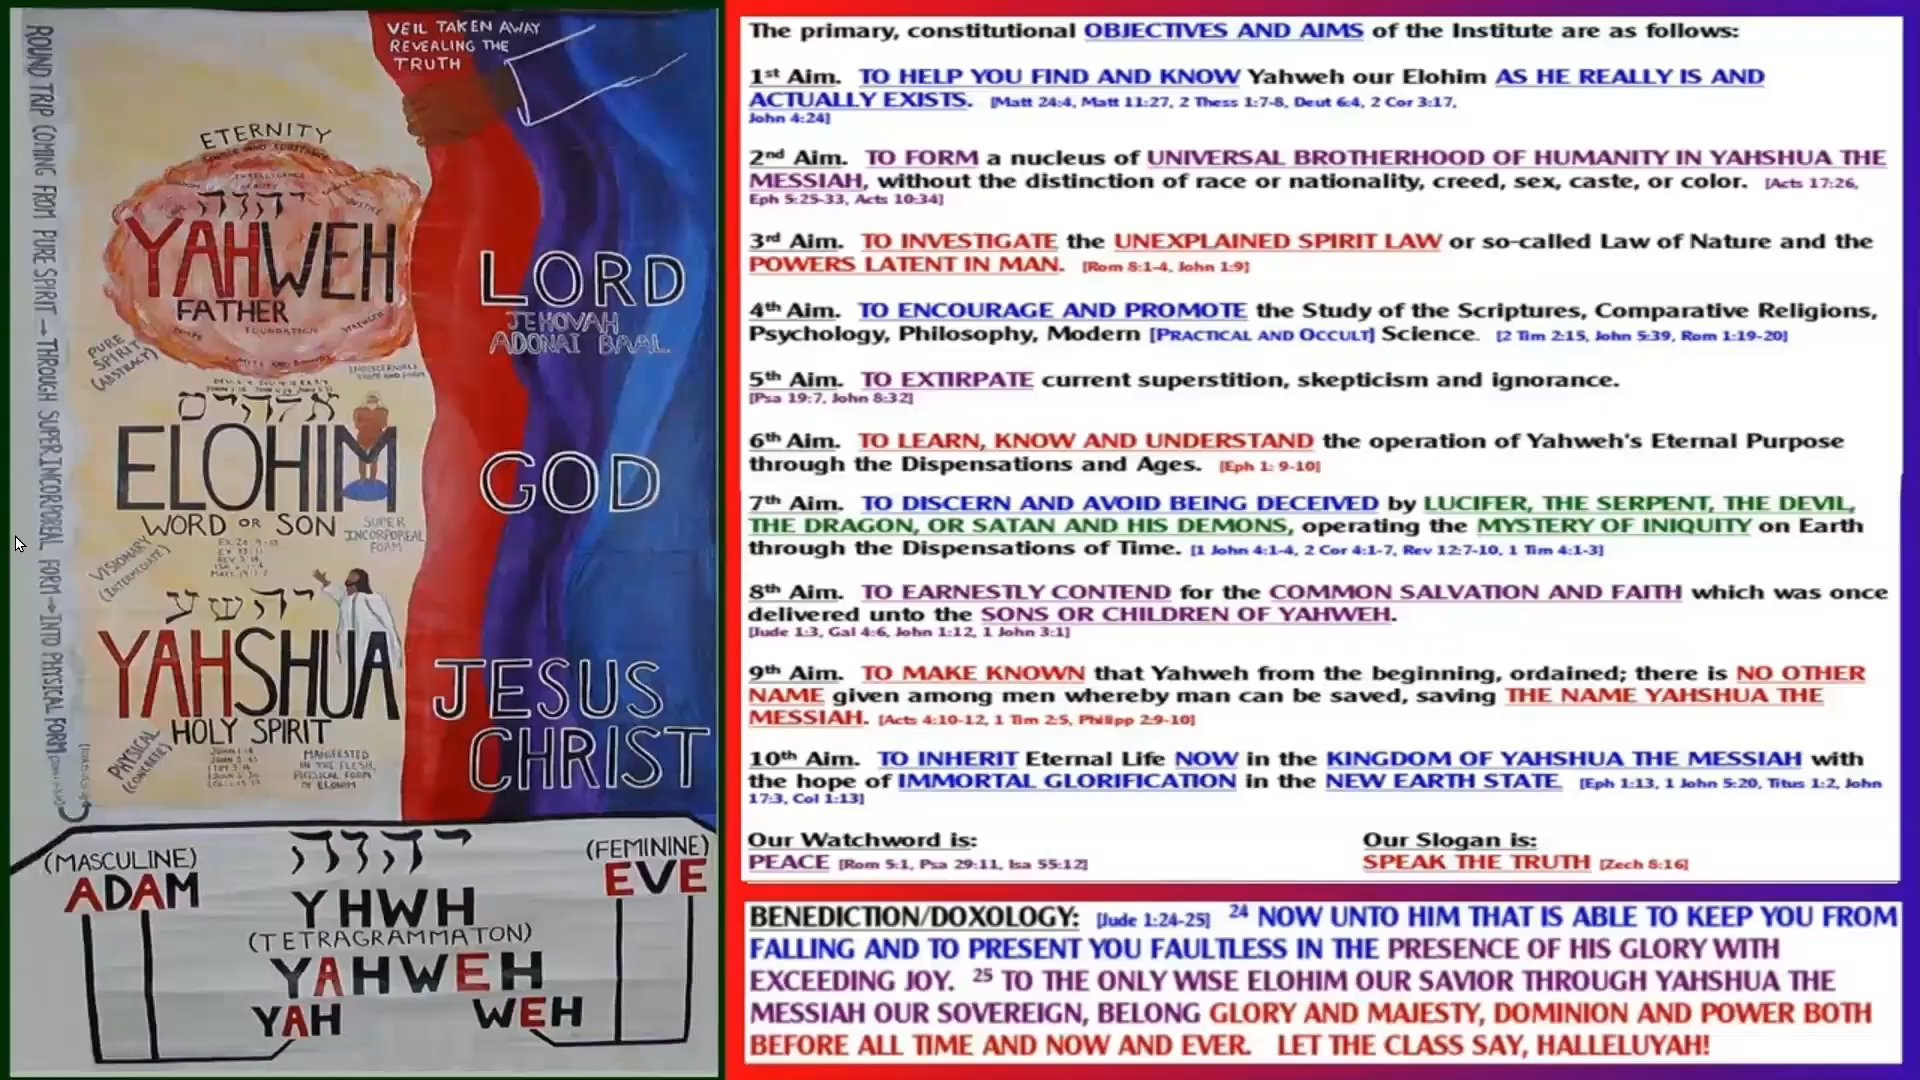 VEIL TAKEN AWAY
REVEALING THE
TRUTH
ROUND TRIP COMING FROM PURE SPIRIT → THROUGH SUPERINCORPOREAL FORM → INTO PHYSICAL FORM
ETERNITY
INTELLIGENCE
JUSTICE
יהוה
YAHWEH
FATHER
FOUNDATION
STRENGTH
PURE
SPIRIT
(ABSTRACT)
LORD
JEHOVAH
ADONAI BAAL
אלהים
ELOHIM
WORD OR SON
SUPER
INCORPOREAL
FORM
VISIONARY
(INTERMEDIATE)
GOD
יהשע
YAHSHUA
HOLY SPIRIT
PHYSICAL
(CONCRETE)
MANIFESTED
IN THE FLESH,
PHYSICAL FORM
OF ELOHIM
JESUS
CHRIST
(MASCULINE)
ADAM
יהוה
YHWH
(TETRAGRAMMATON)
YAHWEH
YAH WEH
(FEMININE)
EVE
The primary, constitutional OBJECTIVES AND AIMS of the Institute are as follows:
1st Aim. TO HELP YOU FIND AND KNOW Yahweh our Elohim AS HE REALLY IS AND
ACTUALLY EXISTS. [Matt 24:4, Matt 11:27, 2 Thess 1:7-8, Deut 6:4, 2 Cor 3:17,
John 4:24]
2nd Aim. TO FORM a nucleus of UNIVERSAL BROTHERHOOD OF HUMANITY IN YAHSHUA THE
MESSIAH, without the distinction of race or nationality, creed, sex, caste, or color. [Acts 17:26,
Eph 5:25-33, Acts 10:34]
3rd Aim. TO INVESTIGATE the UNEXPLAINED SPIRIT LAW or so-called Law of Nature and the
POWERS LATENT IN MAN. [Rom 8:1-4, John 1:9]
4th Aim. TO ENCOURAGE AND PROMOTE the Study of the Scriptures, Comparative Religions,
Psychology, Philosophy, Modern [PRACTICAL AND OCCULT] Science. [2 Tim 2:15, John 5:39, Rom 1:19-20]
5th Aim. TO EXTIRPATE current superstition, skepticism and ignorance.
[Psa 19:7, John 8:32]
6th Aim. TO LEARN, KNOW AND UNDERSTAND the operation of Yahweh's Eternal Purpose
through the Dispensations and Ages. [Eph 1: 9-10]
7th Aim. TO DISCERN AND AVOID BEING DECEIVED by LUCIFER, THE SERPENT, THE DEVIL,
THE DRAGON, OR SATAN AND HIS DEMONS, operating the MYSTERY OF INIQUITY on Earth
through the Dispensations of Time. [1 John 4:1-4, 2 Cor 4:1-7, Rev 12:7-10, 1 Tim 4:1-3]
8th Aim. TO EARNESTLY CONTEND for the COMMON SALVATION AND FAITH which was once
delivered unto the SONS OR CHILDREN OF YAHWEH.
[Jude 1:3, Gal 4:6, John 1:12, 1 John 3:1]
9th Aim. TO MAKE KNOWN that Yahweh from the beginning, ordained; there is NO OTHER
NAME given among men whereby man can be saved, saving THE NAME YAHSHUA THE
MESSIAH. [Acts 4:10-12, 1 Tim 2:5, Philipp 2:9-10]
10th Aim. TO INHERIT Eternal Life NOW in the KINGDOM OF YAHSHUA THE MESSIAH with
the hope of IMMORTAL GLORIFICATION in the NEW EARTH STATE [Eph 1:13, 1 John 5:20, Titus 1:2, John
17:3, Col 1:13]
Our Watchword is: Our Slogan is:
PEACE [Rom 5:1, Psa 29:11, Isa 55:12] SPEAK THE TRUTH [Zech 8:16]
BENEDICTION/DOXOLOGY: [Jude 1:24-25] 24 NOW UNTO HIM THAT IS ABLE TO KEEP YOU FROM
FALLING AND TO PRESENT YOU FAULTLESS IN THE PRESENCE OF HIS GLORY WITH
EXCEEDING JOY. 25 TO THE ONLY WISE ELOHIM OUR SAVIOR THROUGH YAHSHUA THE
MESSIAH OUR SOVEREIGN, BELONG GLORY AND MAJESTY, DOMINION AND POWER BOTH
BEFORE ALL TIME AND NOW AND EVER. LET THE CLASS SAY, HALLELUYAH!